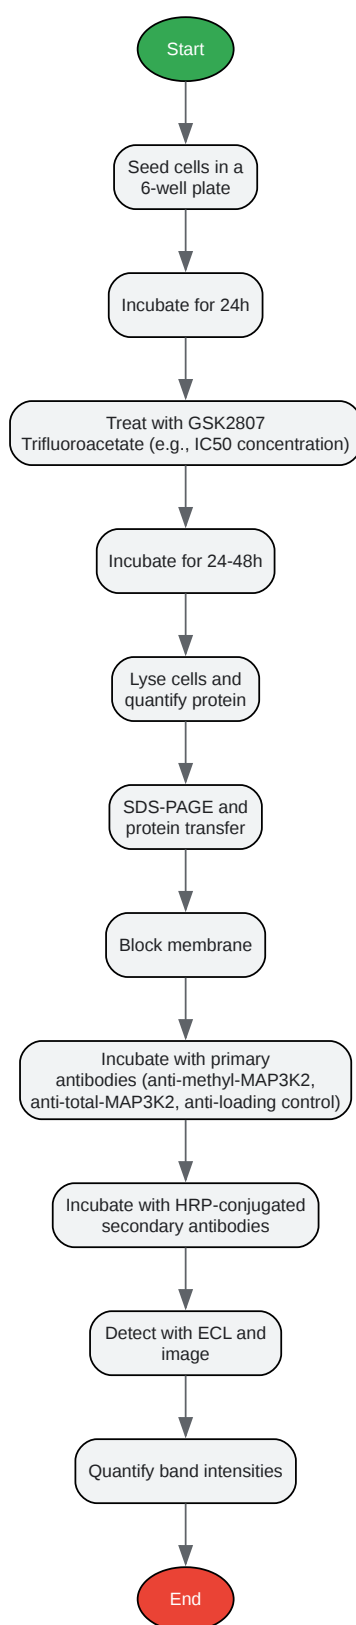 Start
Seed cells in a
6-well plate
Incubate for 24h
Treat with GSK2807
Trifluoroacetate (e.g., IC50 concentration)
Incubate for 24-48h
Lyse cells and
quantify protein
SDS-PAGE and
protein transfer
Block membrane
Incubate with primary
antibodies (anti-methyl-MAP3K2,
anti-total-MAP3K2, anti-loading control)
Incubate with HRP-conjugated
secondary antibodies
Detect with ECL and
image
Quantify band intensities
End